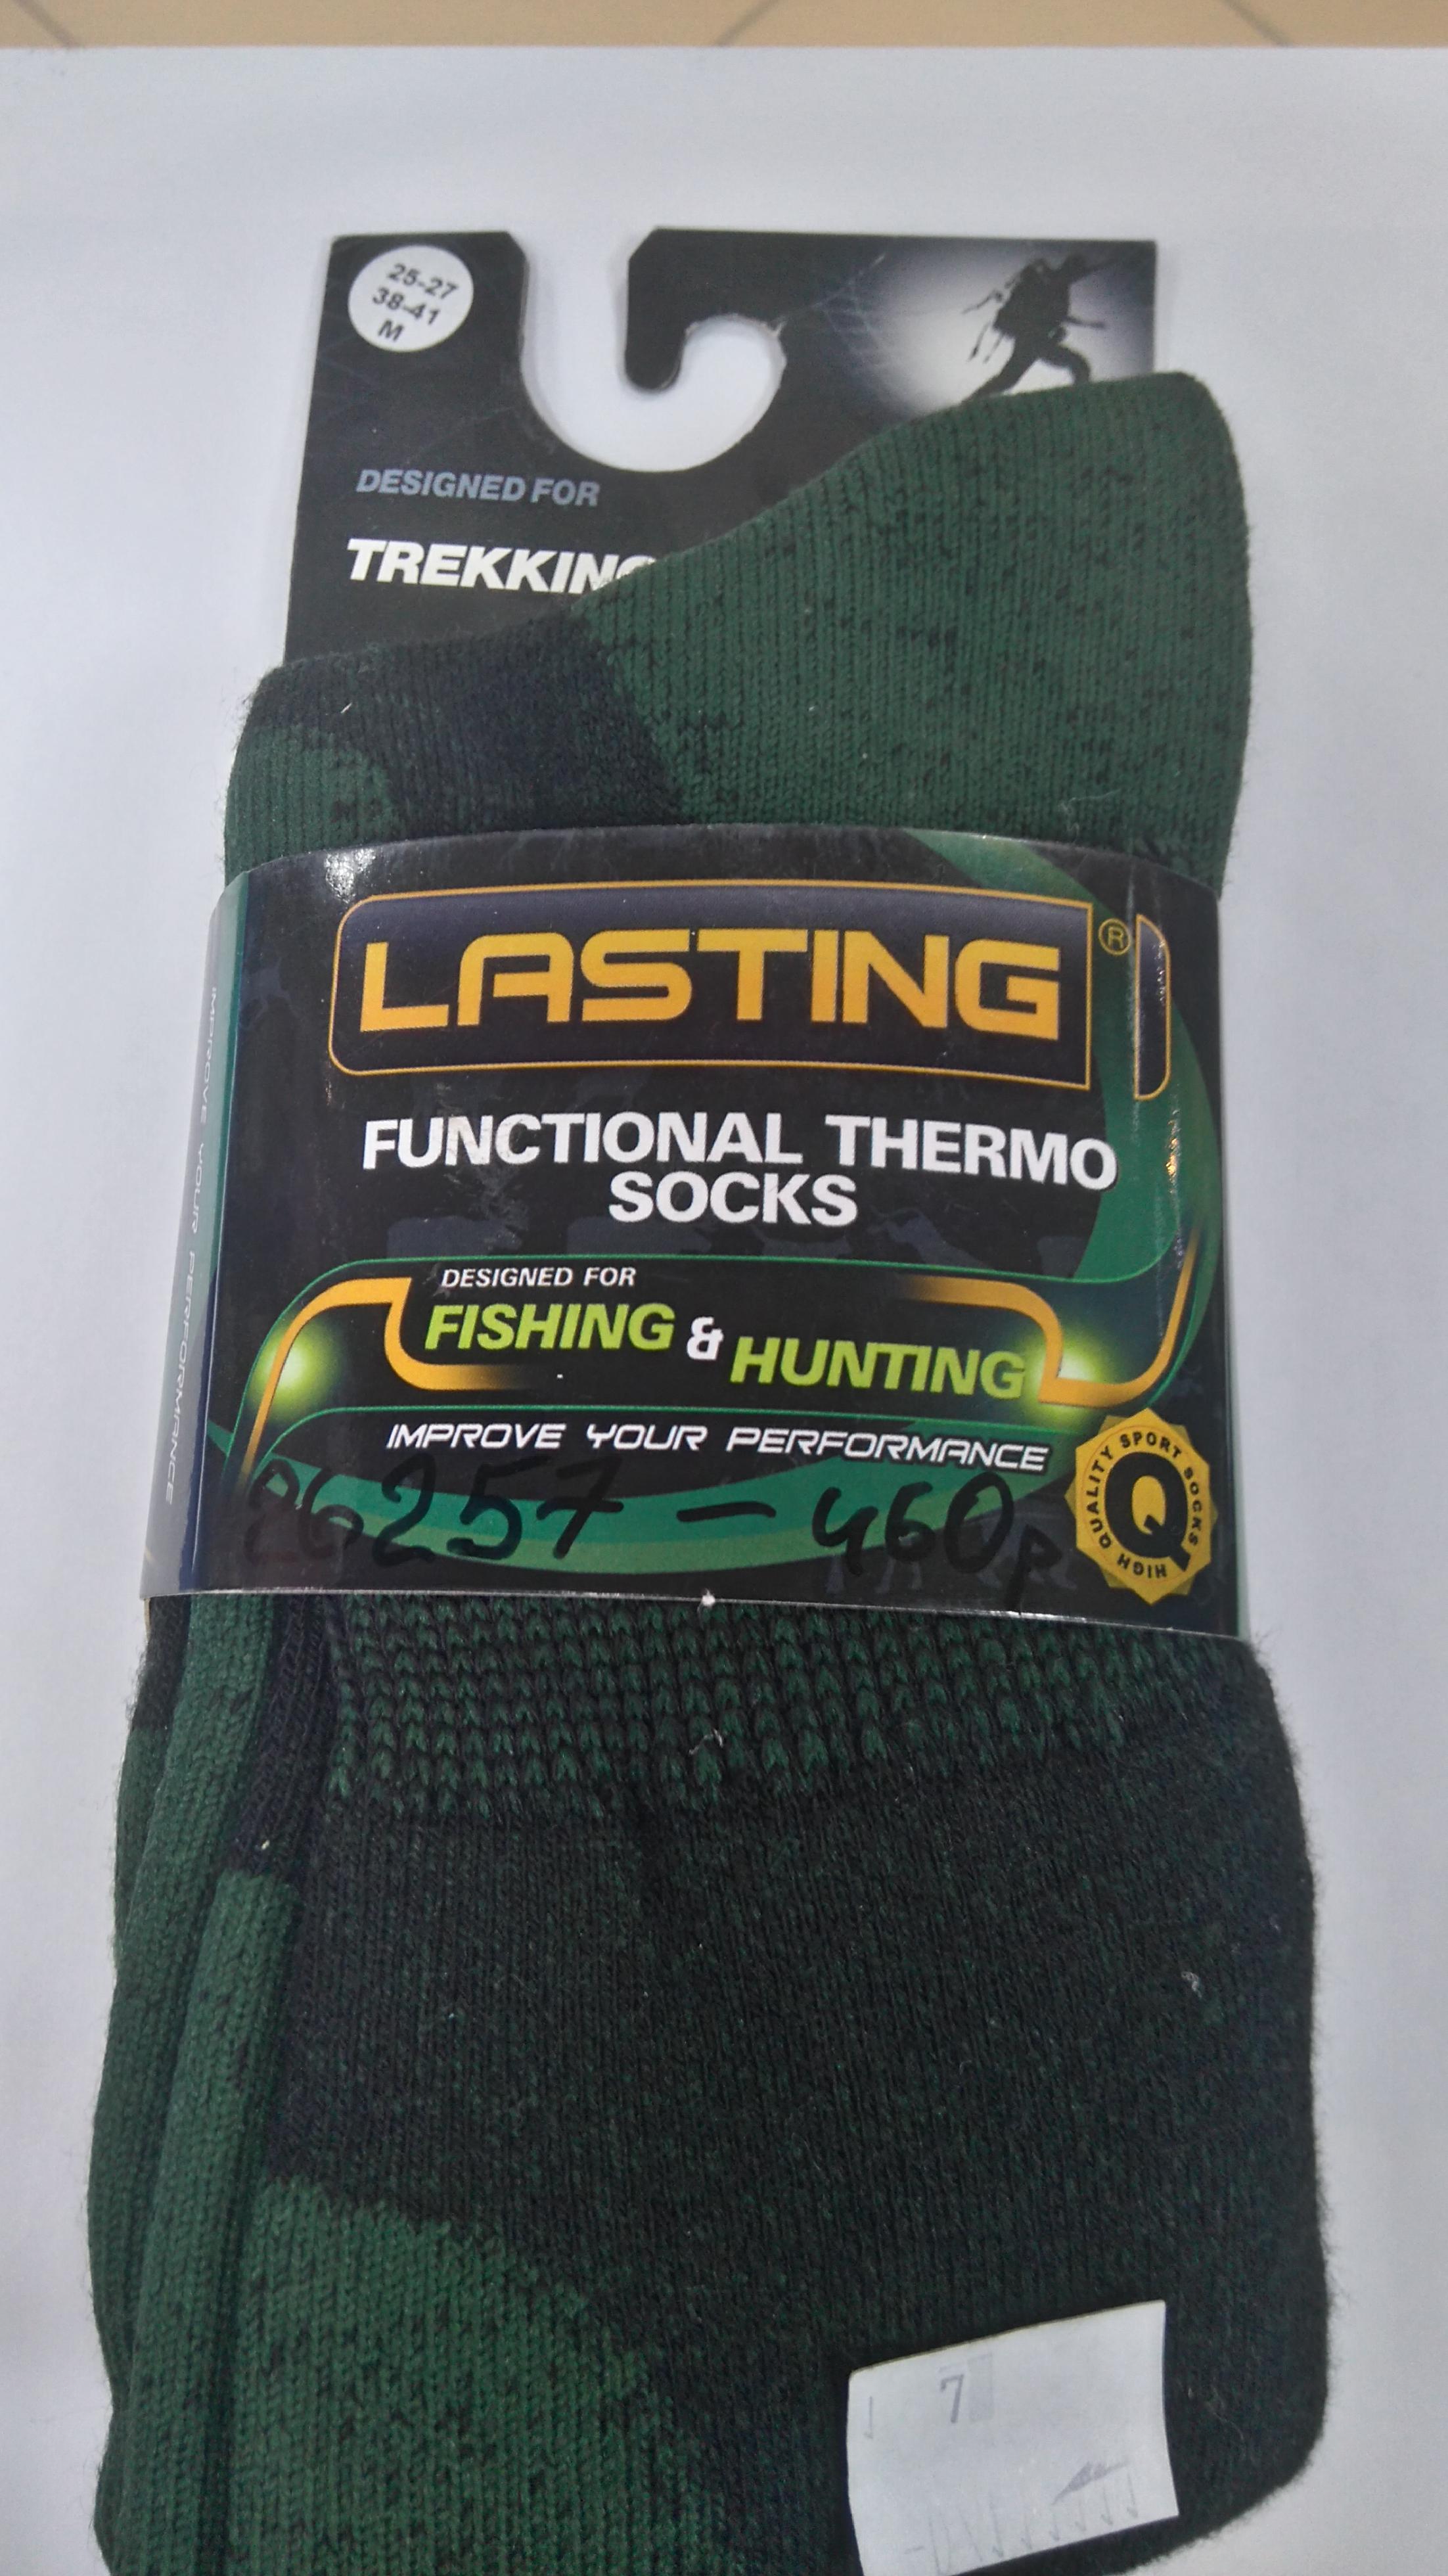 25-27
38-41
M
DESIGNED FOR
TREKKING
LASTING®
FUNCTIONAL THERMO
SOCKS
DESIGNED FOR
FISHING & HUNTING
IMPROVE YOUR PERFORMANCE
26257 - 460р
HIGH QUALITY SPORT SOCKS
Q
IMPROVE YOUR PERFORMANCE
7